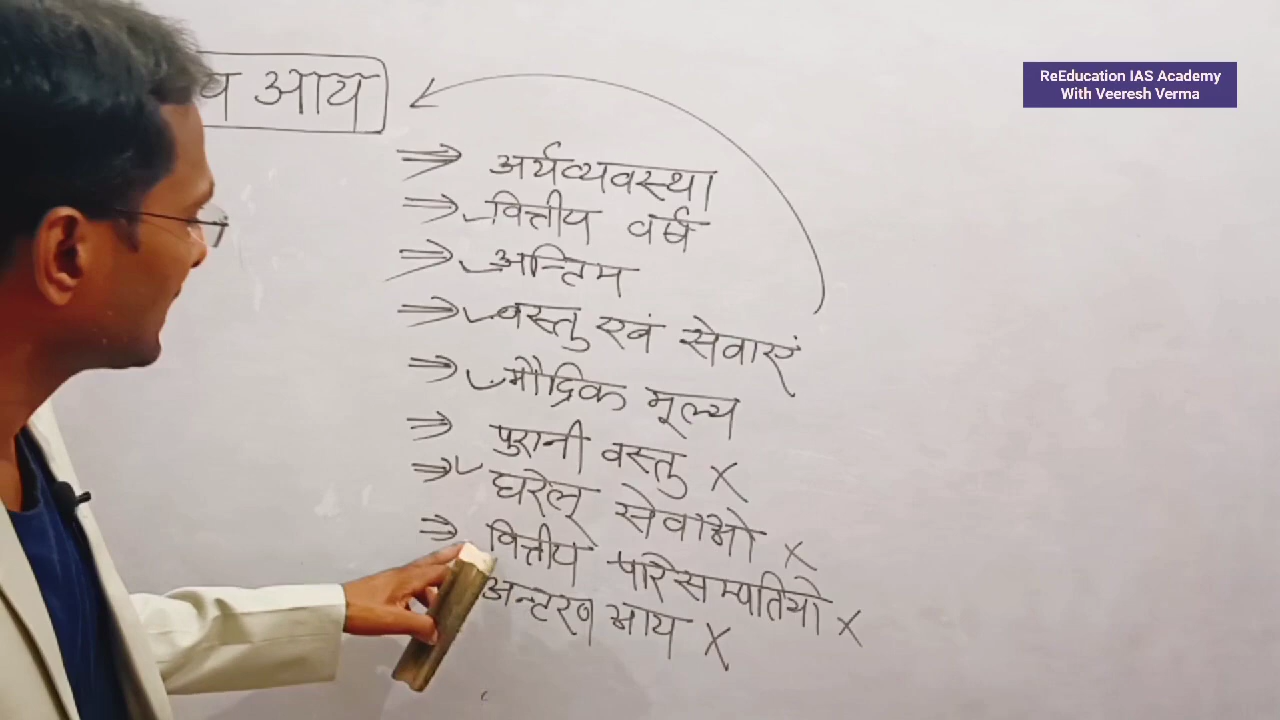 आय
अर्थव्यवस्था
वित्तीय वर्ष
अन्तिम
वस्तु एवं सेवाएं
मौद्रिक मूल्य
पुरानी वस्तु X
घरेलू सेवाओ X
वित्तीय परिसम्पतियो X
अन्तरण आय X
ReEducation IAS Academy
With Veeresh Verma